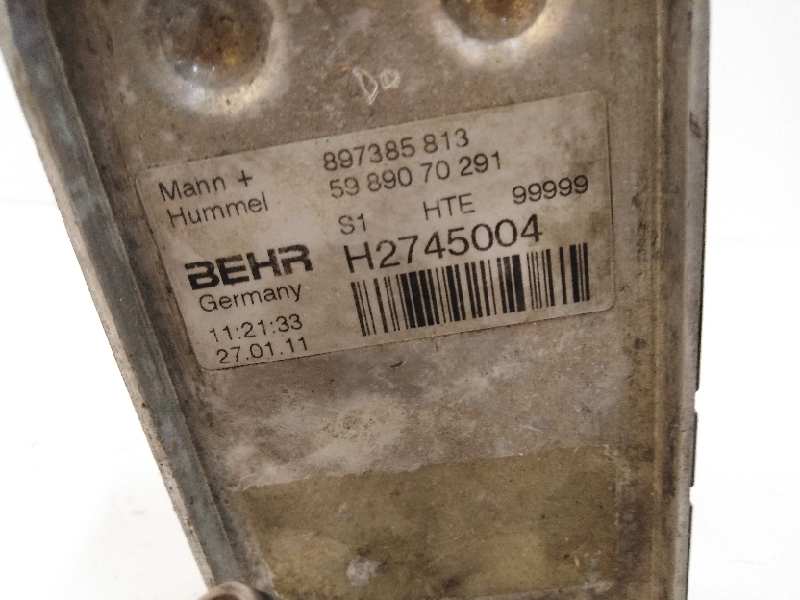 Mann + 897385 813
Hummel 59 890 70 291
S1 HTE 99999
BEHR H2745004
Germany
11:21:33
27.01.11